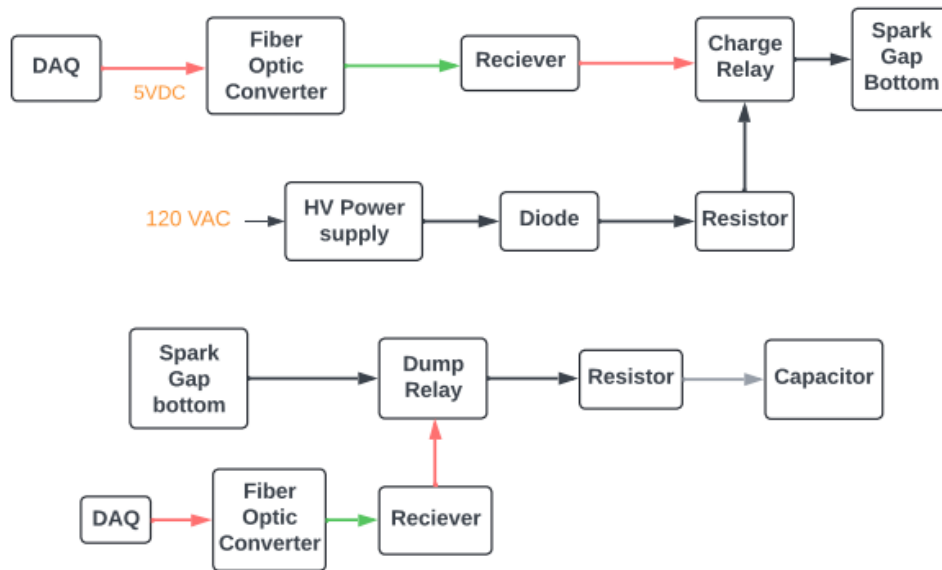 DAQ
5VDC
Fiber
Optic
Converter
Reciever
Charge
Relay
Spark
Gap
Bottom
120 VAC
HV Power
supply
Diode
Resistor
Spark
Gap
bottom
Dump
Relay
Resistor
Capacitor
DAQ
Fiber
Optic
Converter
Reciever